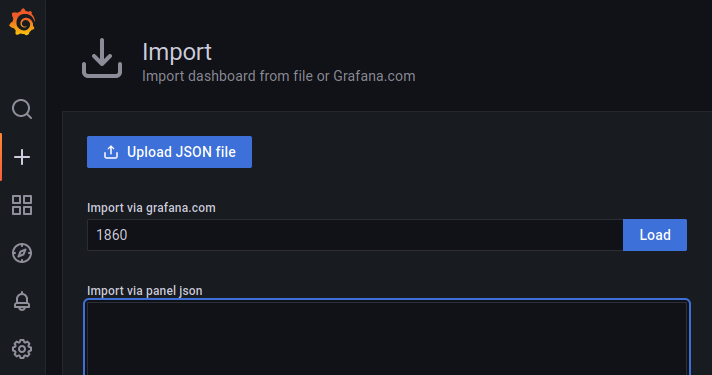 Import
Import dashboard from file or Grafana.com
Upload JSON file
Import via grafana.com
1860
Load
Import via panel json